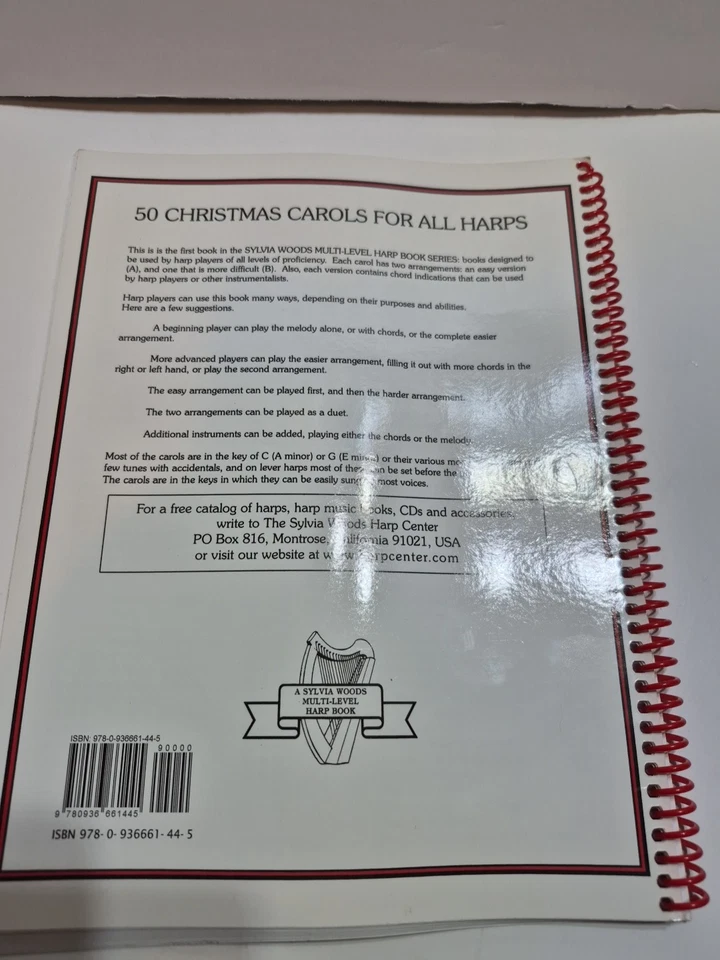 50 CHRISTMAS CAROLS FOR ALL HARPS
This is is the first book in the SYLVIA WOODS MULTI-LEVEL HARP BOOK SERIES: books designed to
be used by harp players of all levels of proficiency. Each carol has two arrangements: an easy version
(A), and one that is more difficult (B). Also, each version contains chord indications that can be used
by harp players or other instrumentalists.
Harp players can use this book many ways, depending on their purposes and abilities.
Here are a few suggestions.
A beginning player can play the melody alone, or with chords, or the complete easier
arrangement.
More advanced players can play the easier arrangement, filling it out with more chords in the
right or left hand, or play the second arrangement.
The easy arrangement can be played first, and then the harder arrangement.
The two arrangements can be played as a duet.
Additional instruments can be added, playing either the chords or the melody.
Most of the carols are in the key of C (A minor) or G (E minor) or their various
few tunes with accidentals, and on lever harps most of these can be set before the
The carols are in the keys in which they can be easily sung most voices.
For a free catalog of harps, harp music books, CDs and accessories
write to The Sylvia Woods Harp Center
PO Box 816, Montrose, California 91021, USA
or visit our website at www.harpcenter.com
A SYLVIA WOODS
MULTI-LEVEL
HARP BOOK
ISBN: 978-0-936661-44-5
90000
9 780936 661445
ISBN 978-0-936661-44-5